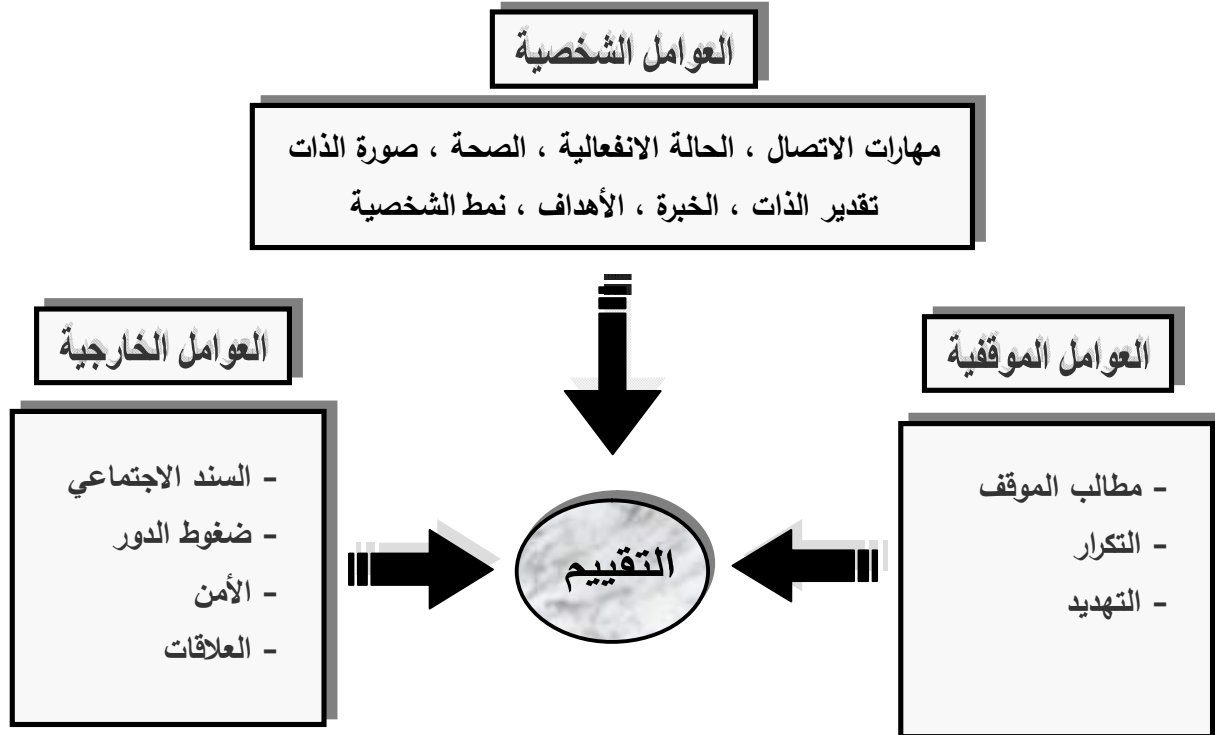 العوامل الشخصية
مهارات الاتصال ، الحالة الانفعالية ، الصحة ، صورة الذات
تقدير الذات ، الخبرة ، الأهداف ، نمط الشخصية
العوامل الموقفية
- مطالب الموقف
- التكرار
- التهديد
التقييم
العوامل الخارجية
- السند الاجتماعي
- ضغوط الدور
- الأمن
- العلاقات